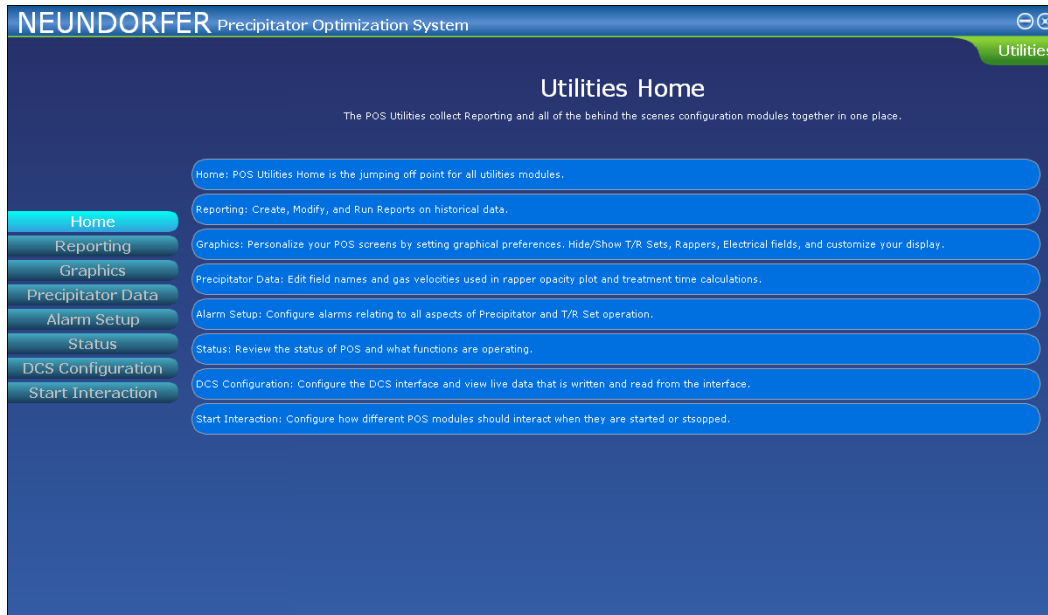 NEUNDORFER Precipitator Optimization System
Utilities
Utilities Home
The POS Utilities collect Reporting and all of the behind the scenes configuration modules together in one place.
Home: POS Utilities Home is the jumping off point for all utilities modules.
Reporting: Create, Modify, and Run Reports on historical data.
Graphics: Personalize your POS screens by setting graphical preferences. Hide/Show T/R Sets, Rappers, Electrical fields, and customize your display.
Precipitator Data: Edit field names and gas velocities used in rapper opacity plot and treatment time calculations.
Alarm Setup: Configure alarms relating to all aspects of Precipitator and T/R Set operation.
Status: Review the status of POS and what functions are operating.
DCS Configuration: Configure the DCS interface and view live data that is written and read from the interface.
Start Interaction: Configure how different POS modules should interact when they are started or stsopped.
Home
Reporting
Graphics
Precipitator Data
Alarm Setup
Status
DCS Configuration
Start Interaction